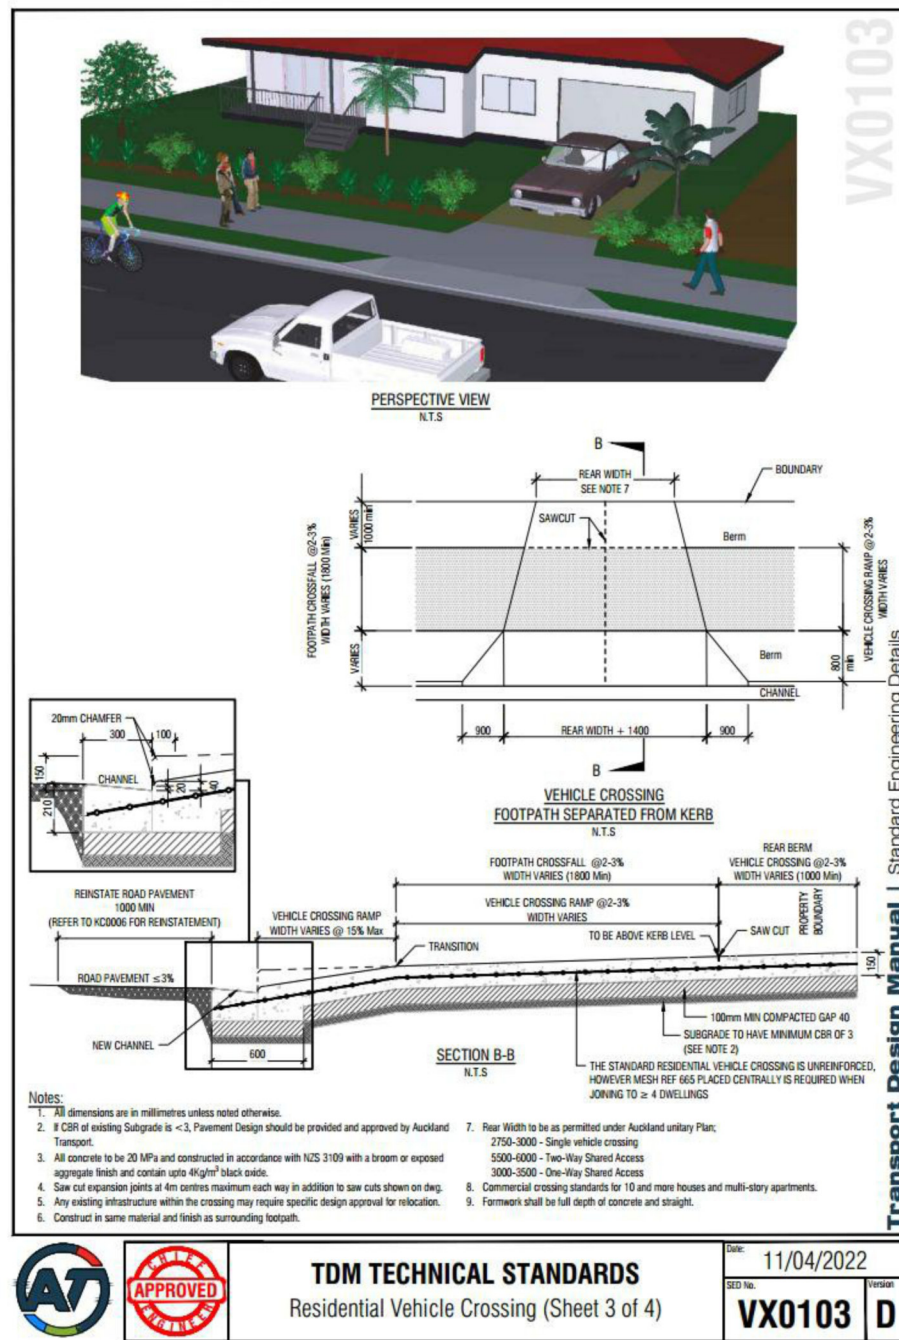 VX0103
PERSPECTIVE VIEW
N.T.S
B
REAR WIDTH
SEE NOTE 7
BOUNDARY
SAWCUT
Berm
VARIES
1000 min
FOOTPATH CROSSFALL @2-3%
WIDTH VARIES (1800 Min)
VARIES
VEHICLE CROSSING RAMP @2-3%
WIDTH VARIES
800
min
Berm
CHANNEL
900
REAR WIDTH + 1400
900
B
VEHICLE CROSSING
FOOTPATH SEPARATED FROM KERB
N.T.S
20mm CHAMFER
300
100
150
CHANNEL
20
40
210
REINSTATE ROAD PAVEMENT
1000 MIN
(REFER TO KC0006 FOR REINSTATEMENT)
VEHICLE CROSSING RAMP
WIDTH VARIES @ 15% Max
FOOTPATH CROSSFALL @2-3%
WIDTH VARIES (1800 Min)
REAR BERM
VEHICLE CROSSING @2-3%
WIDTH VARIES (1000 Min)
VEHICLE CROSSING RAMP @2-3%
WIDTH VARIES
PROPERTY
BOUNDARY
TO BE ABOVE KERB LEVEL
SAW CUT
TRANSITION
150
ROAD PAVEMENT ≤3%
NEW CHANNEL
600
SECTION B-B
N.T.S
100mm MIN COMPACTED GAP 40
SUBGRADE TO HAVE MINIMUM CBR OF 3
(SEE NOTE 2)
THE STANDARD RESIDENTIAL VEHICLE CROSSING IS UNREINFORCED,
HOWEVER MESH REF 665 PLACED CENTRALLY IS REQUIRED WHEN
JOINING TO ≥ 4 DWELLINGS
Notes:
1. All dimensions are in millimetres unless noted otherwise.
2. If CBR of existing Subgrade is <3, Pavement Design should be provided and approved by Auckland
Transport.
3. All concrete to be 20 MPa and constructed in accordance with NZS 3109 with a broom or exposed
aggregate finish and contain upto 4Kg/m³ black oxide.
4. Saw cut expansion joints at 4m centres maximum each way in addition to saw cuts shown on dwg.
5. Any existing infrastructure within the crossing may require specific design approval for relocation.
6. Construct in same material and finish as surrounding footpath.
7. Rear Width to be as permitted under Auckland unitary Plan;
2750-3000 - Single vehicle crossing
5500-6000 - Two-Way Shared Access
3000-3500 - One-Way Shared Access
8. Commercial crossing standards for 10 and more houses and multi-story apartments.
9. Formwork shall be full depth of concrete and straight.
Transport Design Manual | Standard Engineering Details
AT
CHIEF
APPROVED
ENGINEER
TDM TECHNICAL STANDARDS
Residential Vehicle Crossing (Sheet 3 of 4)
Date:
11/04/2022
SED No.
VX0103
Version
D